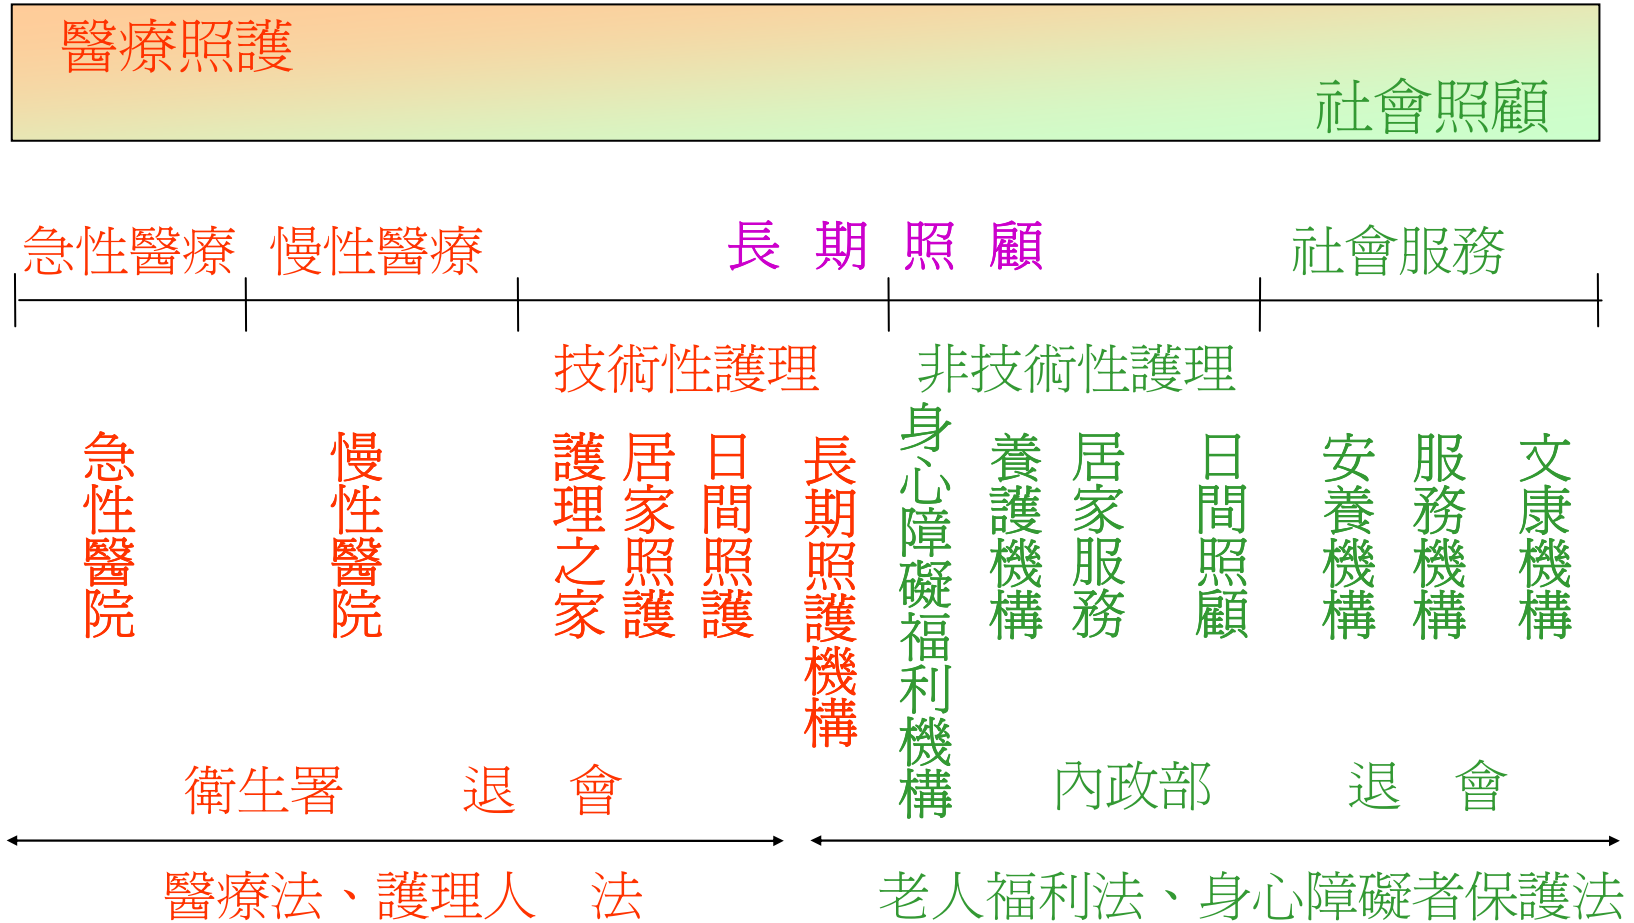 醫療照護
社會照顧
急性醫療
慢性醫療
長期照顧
社會服務
技術性護理
非技術性護理
急性醫院
慢性醫院
護理之家
居家照護
日間照護
長期照護機構
身心障礙福利機構
養護機構
居家服務
日間照顧
安養機構
服務機構
文康機構
衛生署 退 會
內政部 退 會
醫療法、護理人 法
老人福利法、身心障礙者保護法